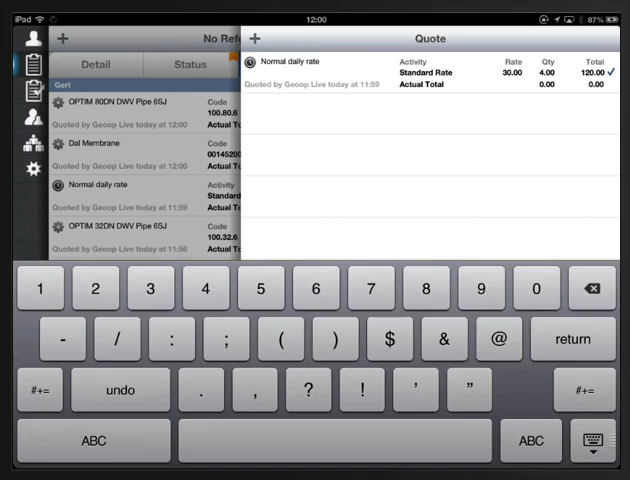 iPad 12:00 87%
No Ref
Detail Status
Gert
OPTIM 80DN DWV Pipe 6SJ Code
100.80.6
Quoted by Geoop Live today at 12:00 Actual To
Dal Membrane Code
00145200
Quoted by Geoop Live today at 12:00 Actual To
Normal daily rate Activity
Standard
Quoted by Geoop Live today at 11:59 Actual To
OPTIM 32DN DWV Pipe 6SJ Code
100.32.6
Quoted by Geoop Live today at 11:56 Actual To
Quote
Normal daily rate Activity Rate Qty Total
Standard Rate 30.00 4.00 120.00
Quoted by Geoop Live today at 11:59 Actual Total 0.00 0.00
1 2 3 4 5 6 7 8 9 0
- / : ; ( ) $ & @ return
#+= undo . , ? ! ' " #+=
ABC ABC